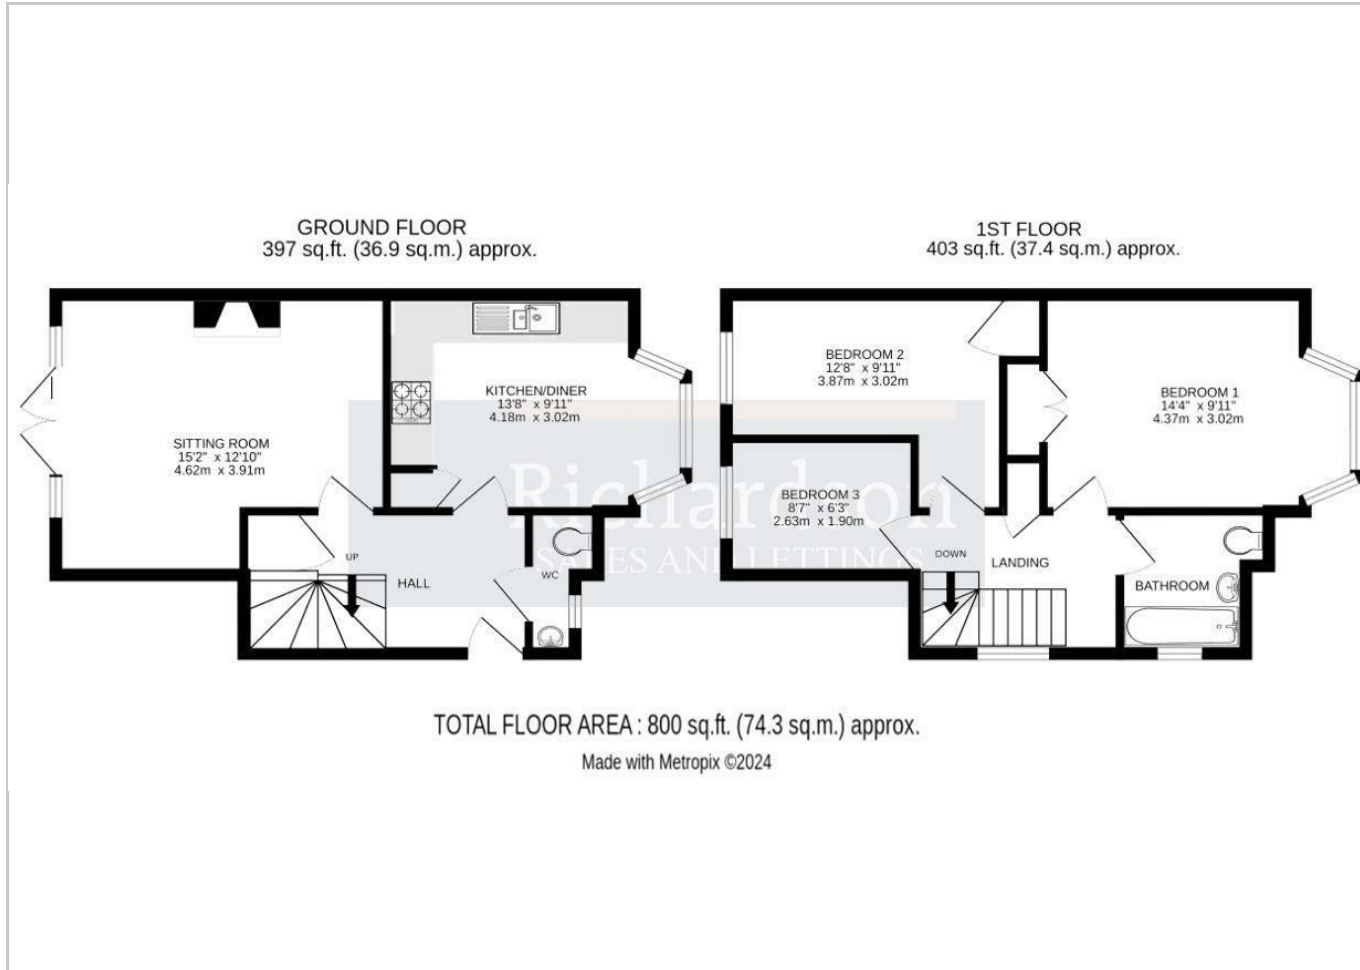 GROUND FLOOR
397 sq.ft. (36.9 sq.m.) approx.
1ST FLOOR
403 sq.ft. (37.4 sq.m.) approx.
SITTING ROOM
15'2" x 12'10"
4.62m x 3.91m
KITCHEN/DINER
13'8" x 9'11"
4.18m x 3.02m
UP
HALL
WC
BEDROOM 2
12'8" x 9'11"
3.87m x 3.02m
BEDROOM 1
14'4" x 9'11"
4.37m x 3.02m
BEDROOM 3
8'7" x 6'3"
2.63m x 1.90m
DOWN
LANDING
BATHROOM
Richardson
SALES AND LETTINGS
TOTAL FLOOR AREA : 800 sq.ft. (74.3 sq.m.) approx.
Made with Metropix ©2024